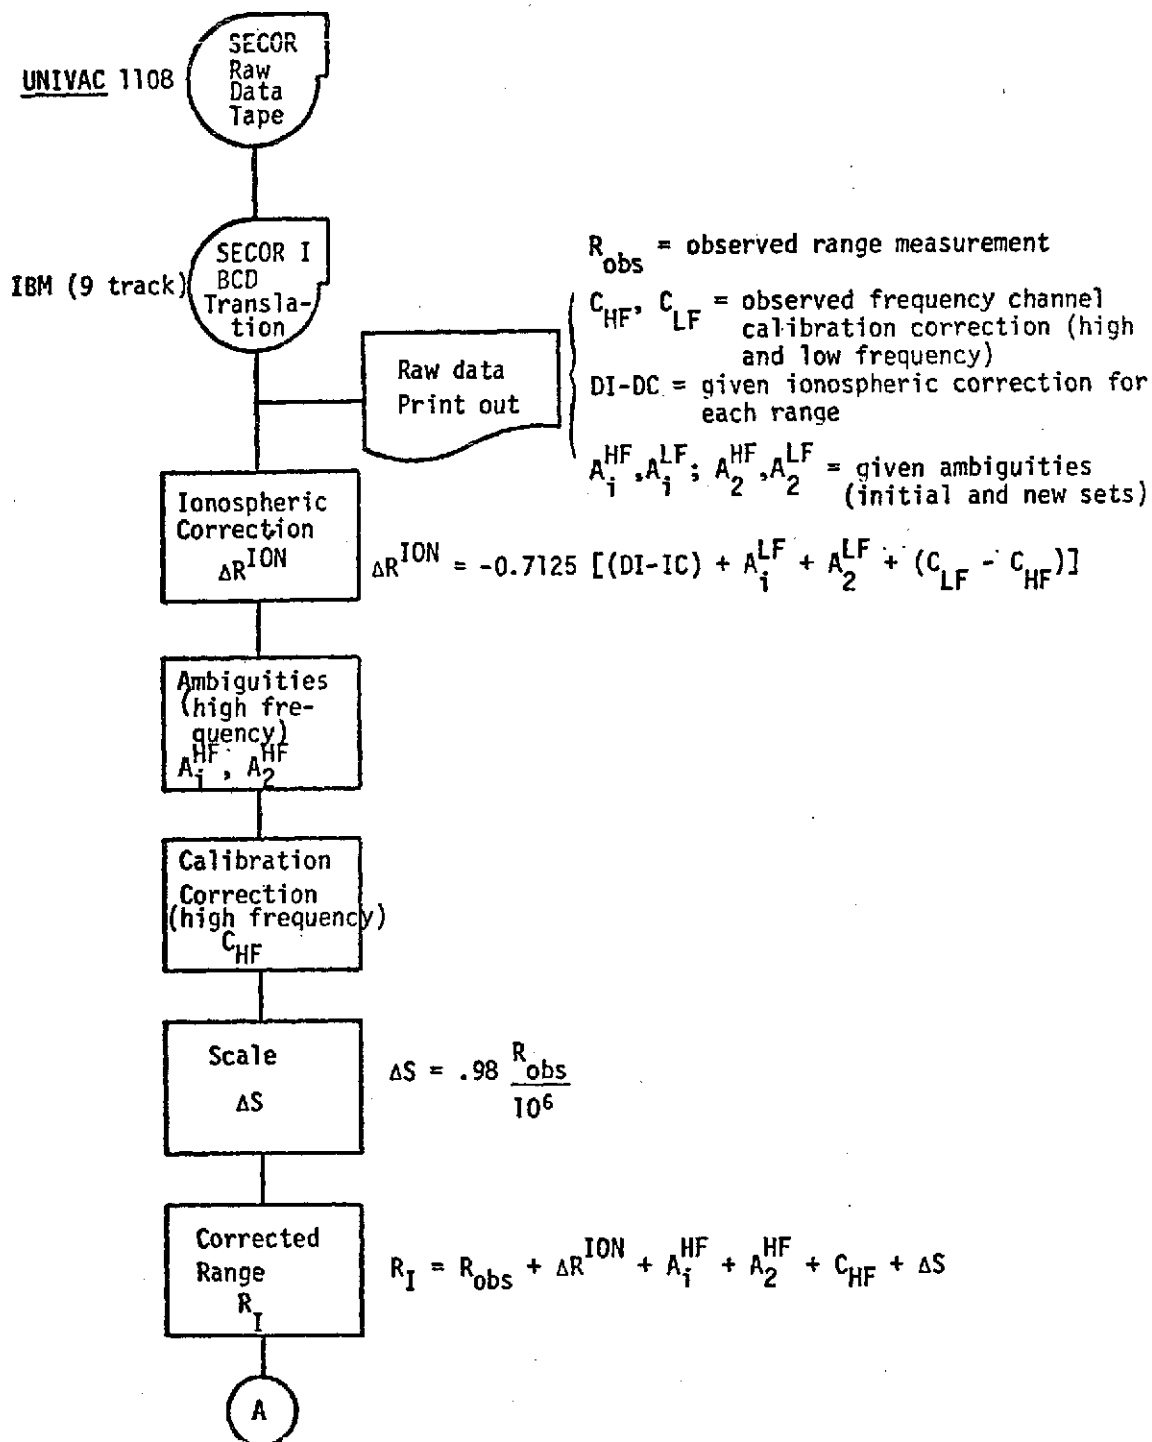 SECOR
Raw
Data
Tape
UNIVAC 1108
SECOR I
BCD
Transla-
tion
IBM (9 track)
Raw data
Print out
R_obs = observed range measurement
C_HF, C_LF = observed frequency channel
calibration correction (high
and low frequency)
DI-DC = given ionospheric correction for
each range
A_i^HF, A_i^LF; A_2^HF, A_2^LF = given ambiguities
(initial and new sets)
Ionospheric
Correction
ΔR^ION
ΔR^ION = -0.7125 [(DI-IC) + A_i^LF + A_2^LF + (C_LF - C_HF)]
Ambiguities
(high fre-
quency)
A_i^HF, A_2^HF
Calibration
Correction
(high frequency)
C_HF
Scale
ΔS
ΔS = .98 R_obs / 10^6
Corrected
Range
R_I
R_I = R_obs + ΔR^ION + A_i^HF + A_2^HF + C_HF + ΔS
A